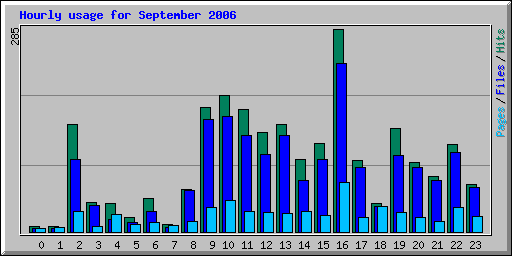 Hourly usage for September 2006
285
Pages / Files / Hits
0 1 2 3 4 5 6 7 8 9 10 11 12 13 14 15 16 17 18 19 20 21 22 23